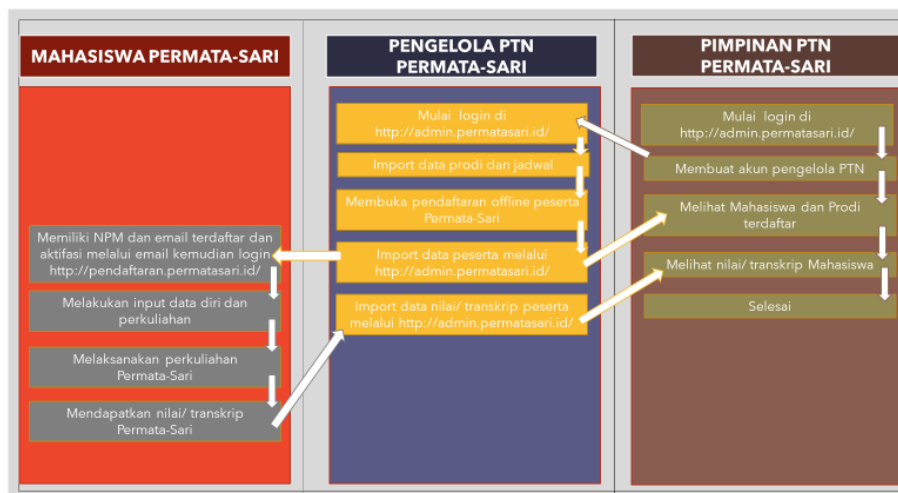 MAHASISWA PERMATA-SARI
Memiliki NPM dan email terdaftar dan
aktifasi melalui email kemudian login
http://pendaftaran.permatasari.id/
Melakukan input data diri dan
perkuliahan
Melaksanakan perkuliahan
Permata-Sari
Mendapatkan nilai/ transkrip
Permata-Sari
PENGELOLA PTN
PERMATA-SARI
Mulai login di
http://admin.permatasari.id/
Import data prodi dan jadwal
Membuka pendaftaran offline peserta
Permata-Sari
Import data peserta melalui
http://admin.permatasari.id/
Import data nilai/ transkrip peserta
melalui http://admin.permatasari.id/
PIMPINAN PTN
PERMATA-SARI
Mulai login di
http://admin.permatasari.id/
Membuat akun pengelola PTN
Melihat Mahasiswa dan Prodi
terdaftar
Melihat nilai/ transkrip Mahasiswa
Selesai